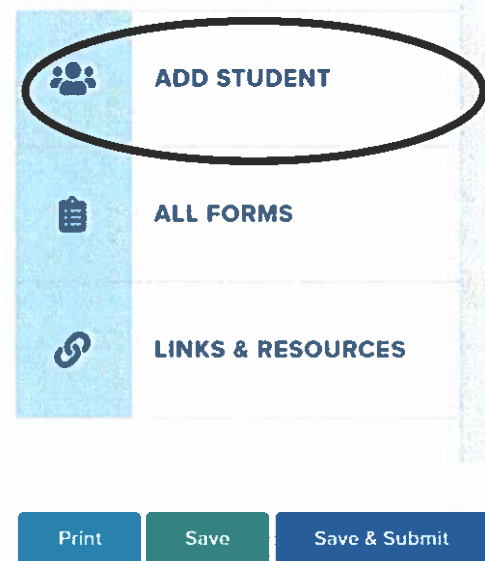 ADD STUDENT
ALL FORMS
LINKS & RESOURCES
Print Save Save & Submit